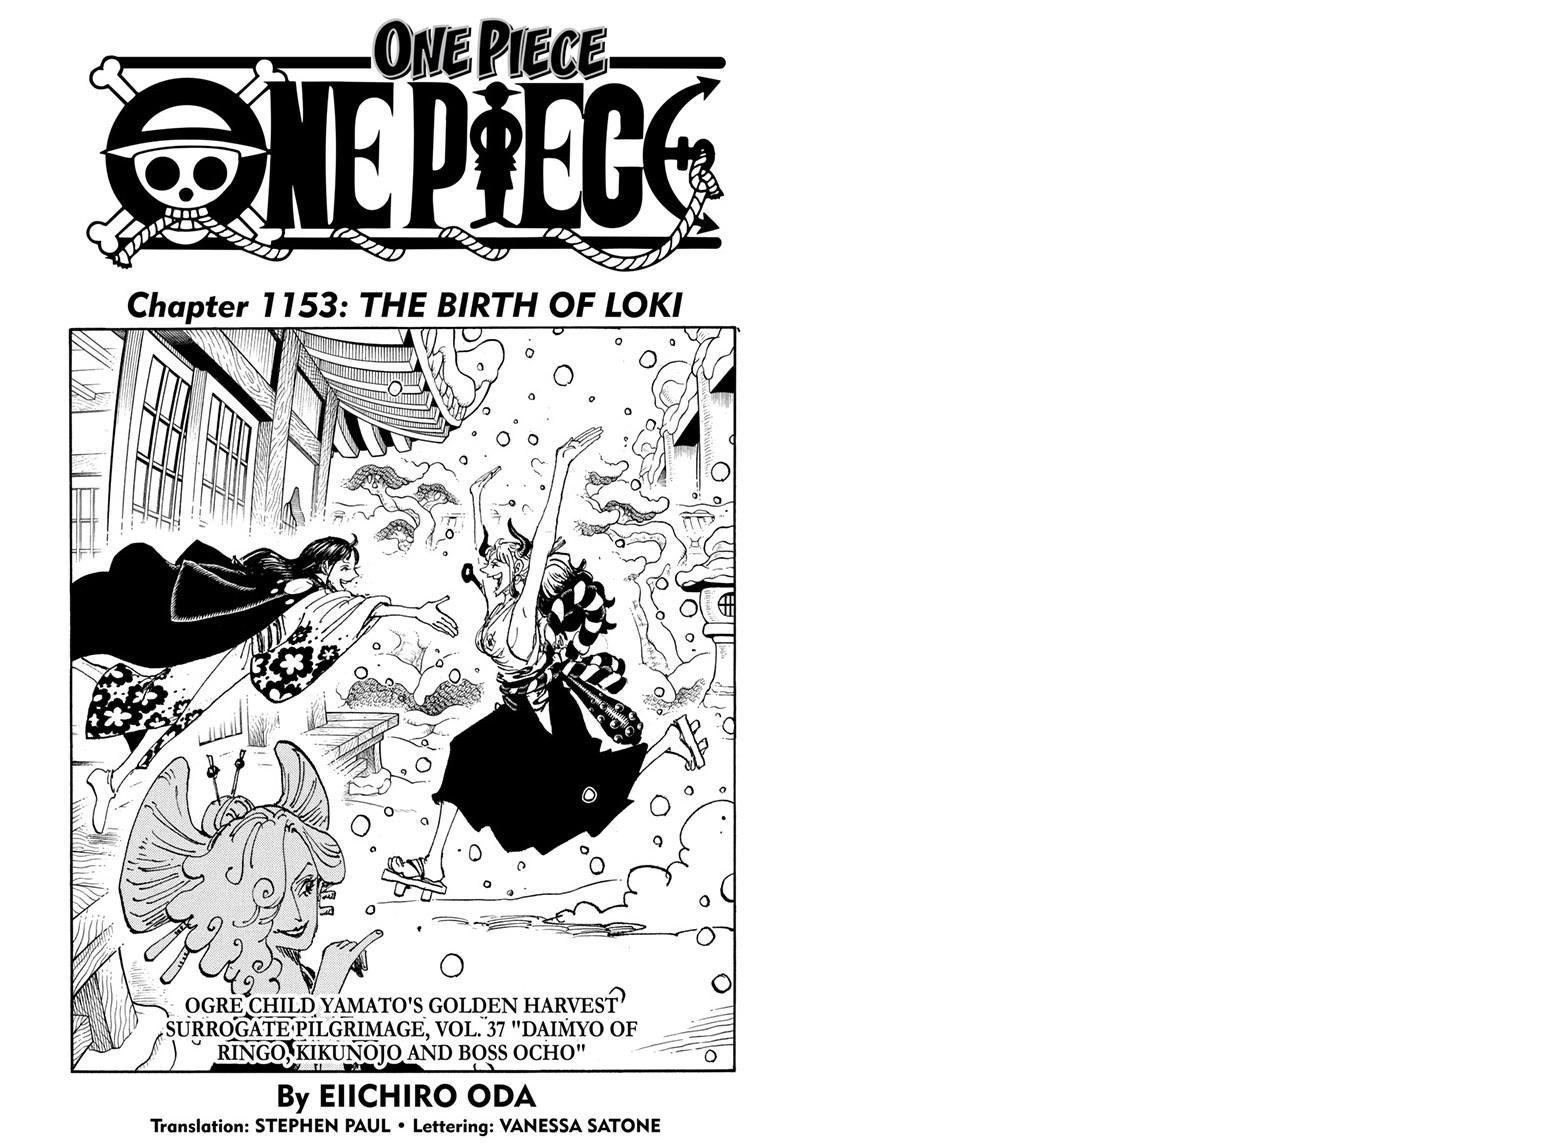 ONE PIECE
ONE PIECE
Chapter 1153: THE BIRTH OF LOKI
OGRE CHILD YAMATO'S GOLDEN HARVEST
SURROGATE PILGRIMAGE, VOL. 37 "DAIMYO OF
RINGO, KIKUNOJO AND BOSS OCHO"
By EIICHIRO ODA
Translation: STEPHEN PAUL • Lettering: VANESSA SATONE